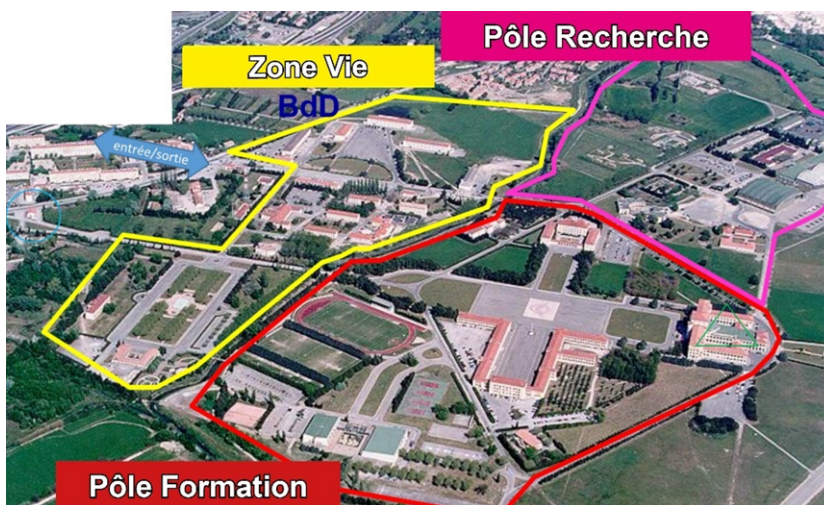 Pôle Recherche
Zone Vie
BdD
entrée/sortie
Pôle Formation